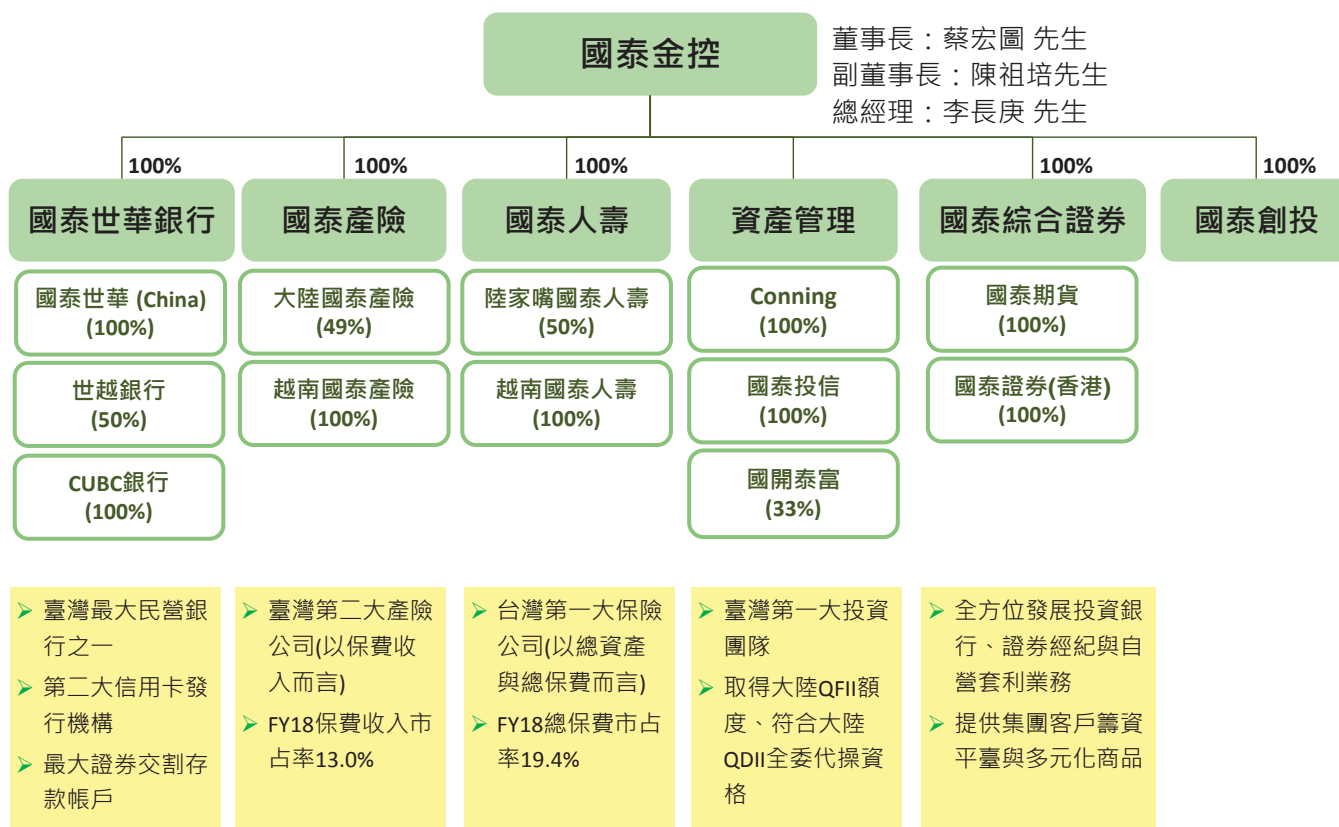 國泰金控
董事長：蔡宏圖 先生
副董事長：陳祖培先生
總經理：李長庚 先生
100%
100%
100%
100%
100%
國泰世華銀行
國泰產險
國泰人壽
資產管理
國泰綜合證券
國泰創投
國泰世華 (China)
(100%)
世越銀行
(50%)
CUBC銀行
(100%)
大陸國泰產險
(49%)
越南國泰產險
(100%)
陸家嘴國泰人壽
(50%)
越南國泰人壽
(100%)
Conning
(100%)
國泰投信
(100%)
國開泰富
(33%)
國泰期貨
(100%)
國泰證券(香港)
(100%)
➢ 臺灣最大民營銀
行之一
➢ 第二大信用卡發
行機構
➢ 最大證券交割存
款帳戶
➢ 臺灣第二大產險
公司(以保費收
入而言)
➢ FY18保費收入市
占率13.0%
➢ 台灣第一大保險
公司(以總資產
與總保費而言)
➢ FY18總保費市占
率19.4%
➢ 臺灣第一大投資
團隊
➢ 取得大陸QFII額
度、符合大陸
QDII全委代操資
格
➢ 全方位發展投資銀
行、證券經紀與自
營套利業務
➢ 提供集團客戶籌資
平臺與多元化商品